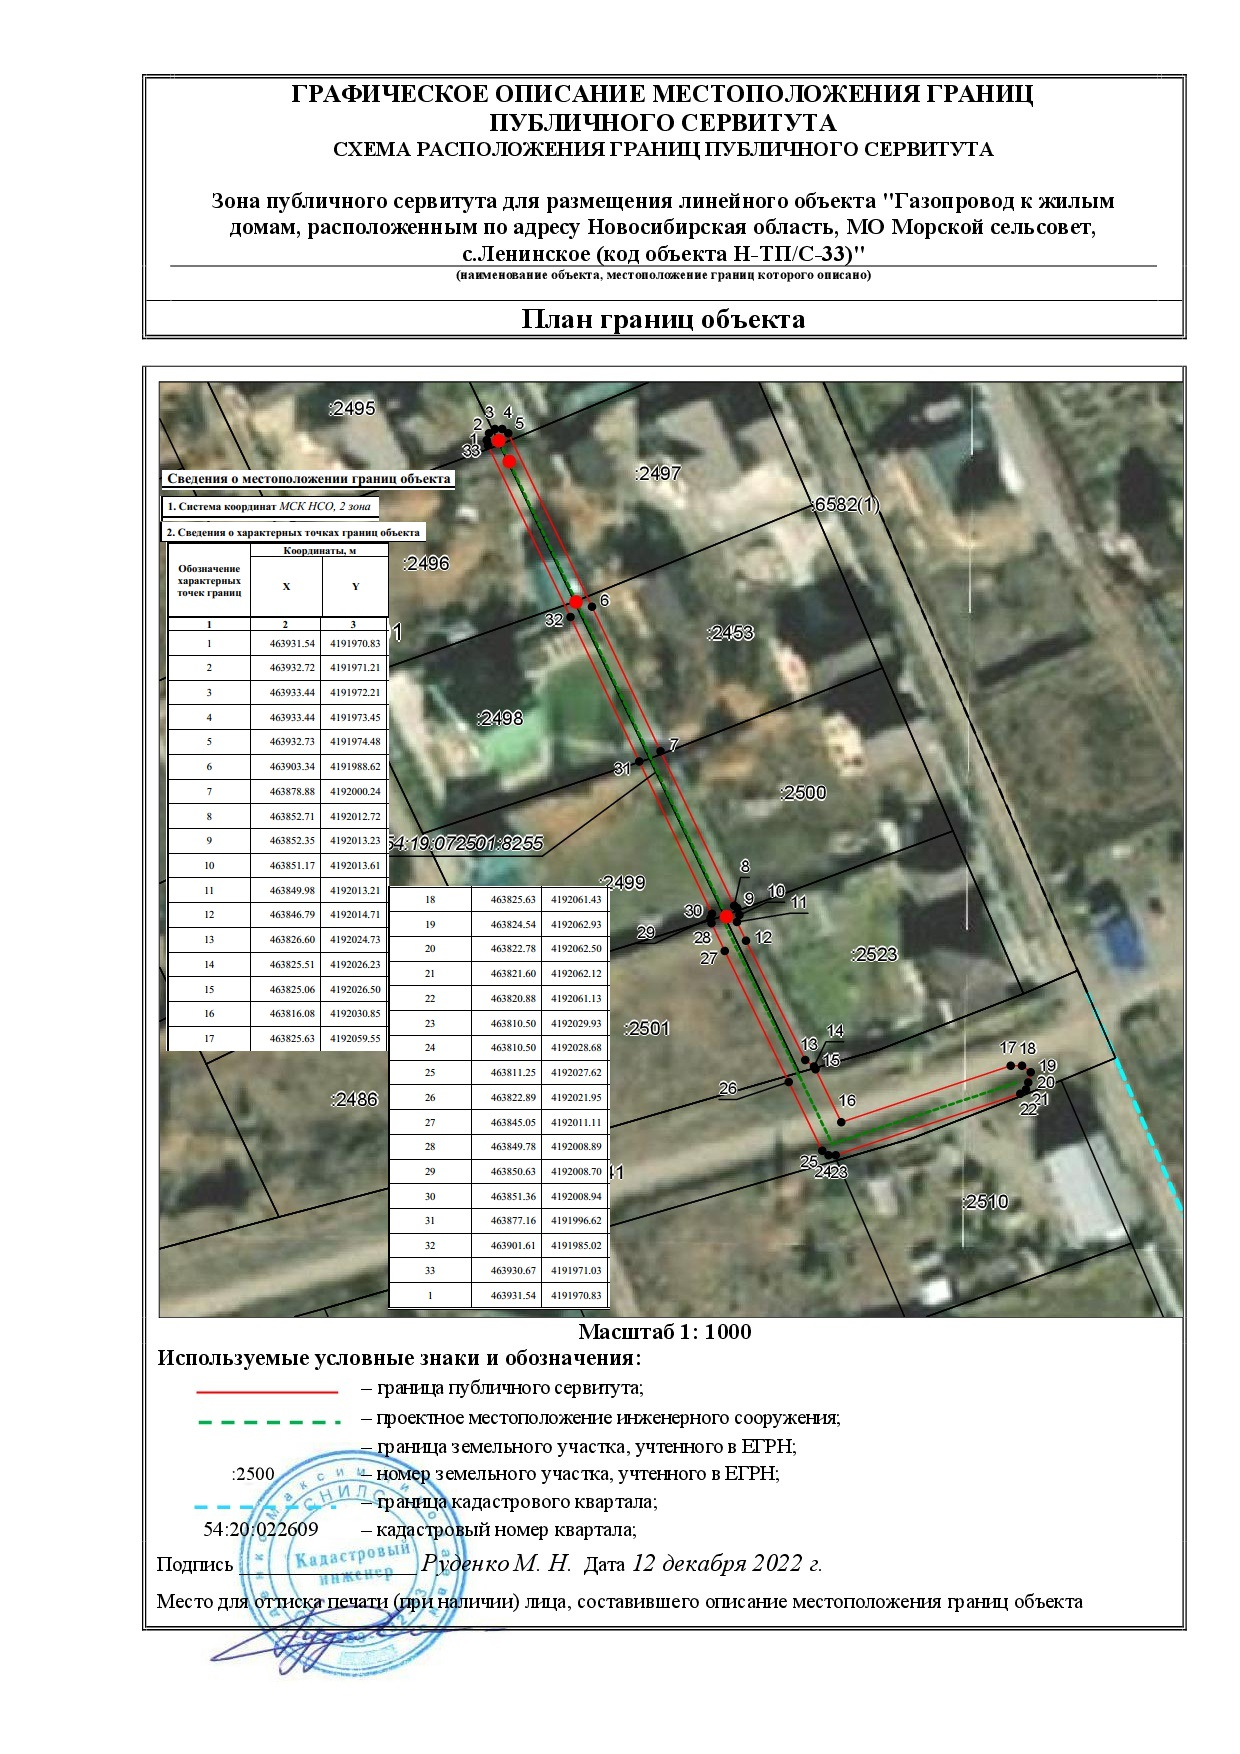 ГРАФИЧЕСКОЕ ОПИСАНИЕ МЕСТОПОЛОЖЕНИЯ ГРАНИЦ
ПУБЛИЧНОГО СЕРВИТУТА
СХЕМА РАСПОЛОЖЕНИЯ ГРАНИЦ ПУБЛИЧНОГО СЕРВИТУТА
Зона публичного сервитута для размещения линейного объекта "Газопровод к жилым
домам, расположенным по адресу Новосибирская область, МО Морской сельсовет,
с.Ленинское (код объекта Н-ТП/С-33)"
(наименование объекта, местоположение границ которого описано)
План границ объекта
:2495
3 4
2 5
1
33
:2497
Сведения о местоположении границ объекта
1. Система координат МСК НСО, 2 зона
:6582(1)
2. Сведения о характерных точках границ объекта
Обозначение характерных точек границ
Координаты, м
X Y
1 2 3
1 463931.54 4191970.83
2 463932.72 4191971.21
3 463933.44 4191972.21
4 463933.44 4191973.45
5 463932.73 4191974.48
6 463903.34 4191988.62
7 463878.88 4192000.24
8 463852.71 4192012.72
9 463852.35 4192013.23
10 463851.17 4192013.61
11 463849.98 4192013.21
12 463846.79 4192014.71
13 463826.60 4192024.73
14 463825.51 4192026.23
15 463825.06 4192026.50
16 463816.08 4192030.85
17 463825.63 4192059.55
18 463825.63 4192061.43
19 463824.54 4192062.93
20 463822.78 4192062.50
21 463821.60 4192062.12
22 463820.88 4192061.13
23 463810.50 4192029.93
24 463810.50 4192028.68
25 463811.25 4192027.62
26 463822.89 4192021.95
27 463845.05 4192011.11
28 463849.78 4192008.89
29 463850.63 4192008.70
30 463851.36 4192008.94
31 463877.16 4191996.62
32 463901.61 4191985.02
33 463930.67 4191971.03
1 463931.54 4191970.83
:2496
6
32
1
:2453
:2498
7
31
:2500
54:19:072501:8255
8
:2499
9 10
30 11
29 28 12
27
:2523
:2501
14
13
15
17 18
19
20
21
22
26
16
:2486
25
24
23
41
:2510
Масштаб 1: 1000
Используемые условные знаки и обозначения:
– граница публичного сервитута;
– проектное местоположение инженерного сооружения;
– граница земельного участка, учтенного в ЕГРН;
:2500 – номер земельного участка, учтенного в ЕГРН;
– граница кадастрового квартала;
54:20:022609 – кадастровый номер квартала;
Подпись Руденко М. Н. Дата 12 декабря 2022 г.
Место для оттиска печати (при наличии) лица, составившего описание местоположения границ объекта
СНИЛС
Кадастровый
инженер